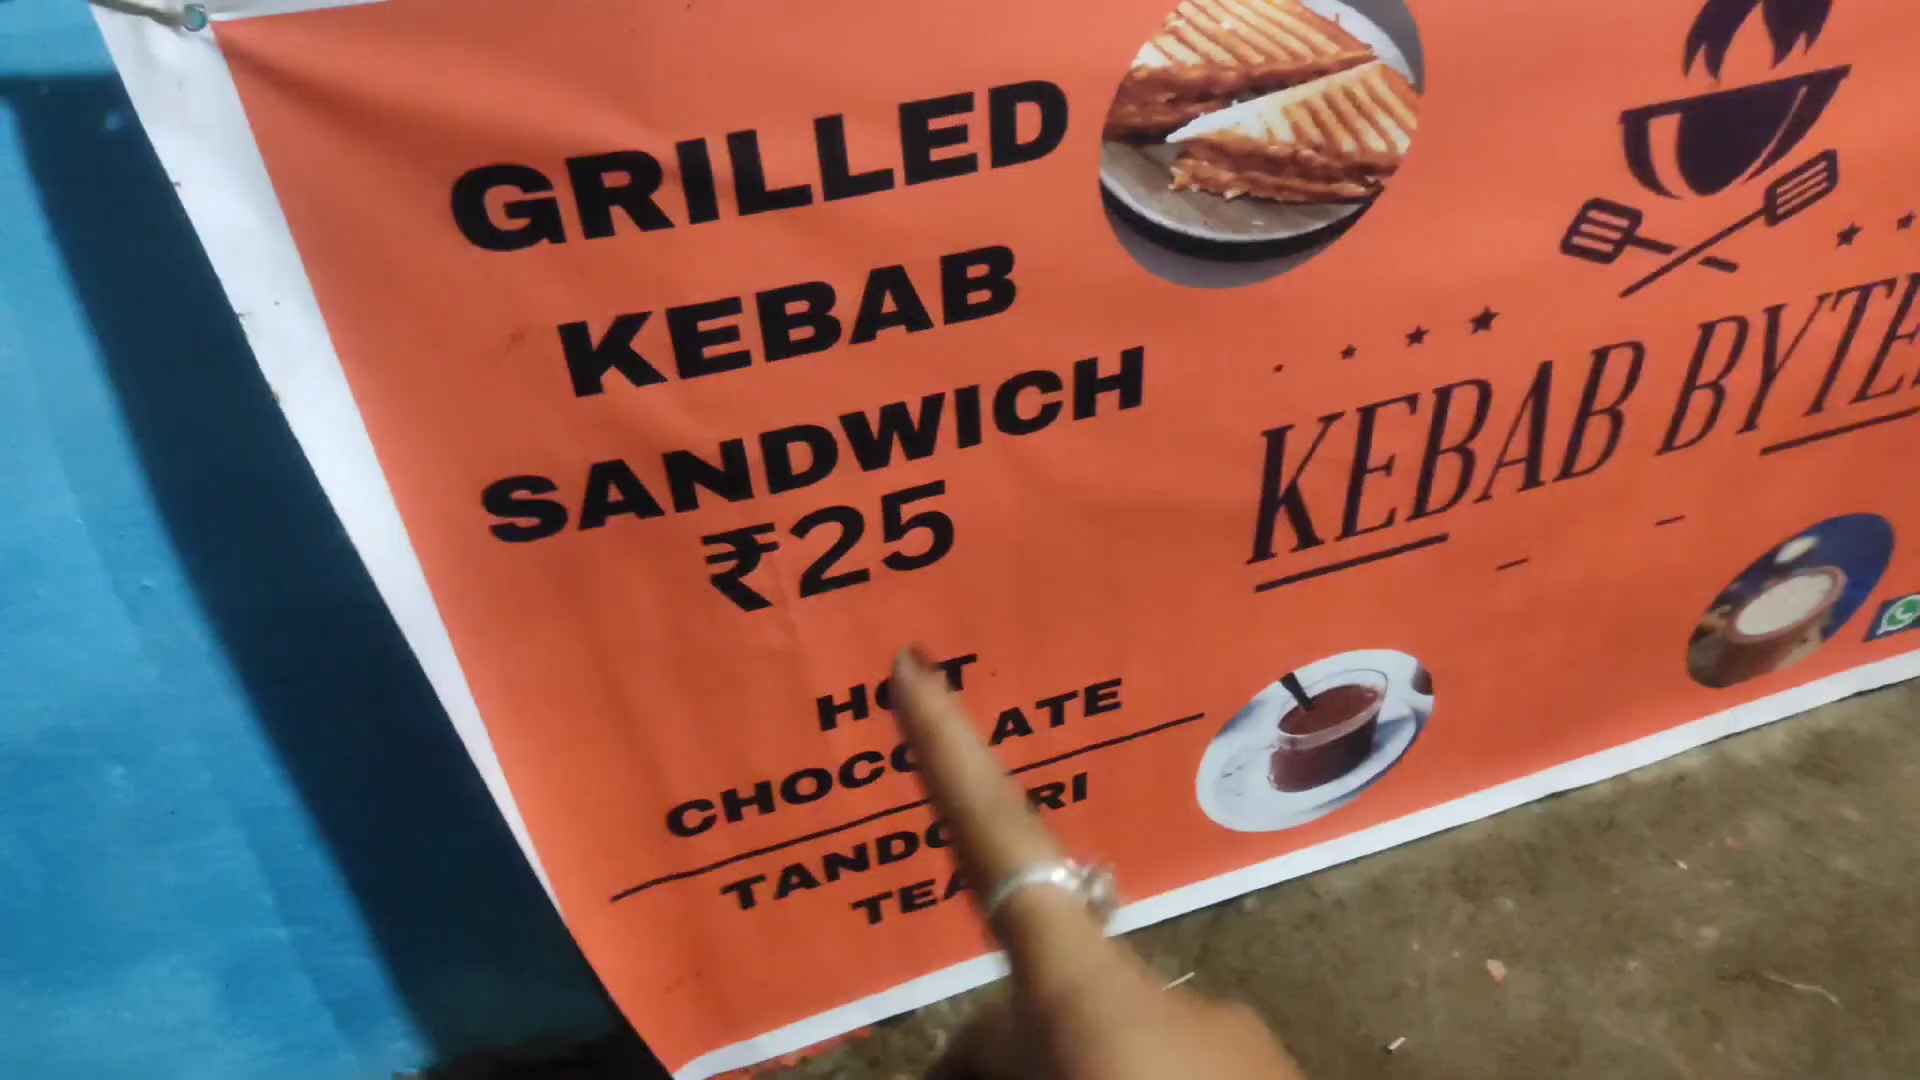 GRILLED
KEBAB
SANDWICH
₹25
HOT
CHOCOLATE
TANDOORI
TEA
KEBAB BYTE